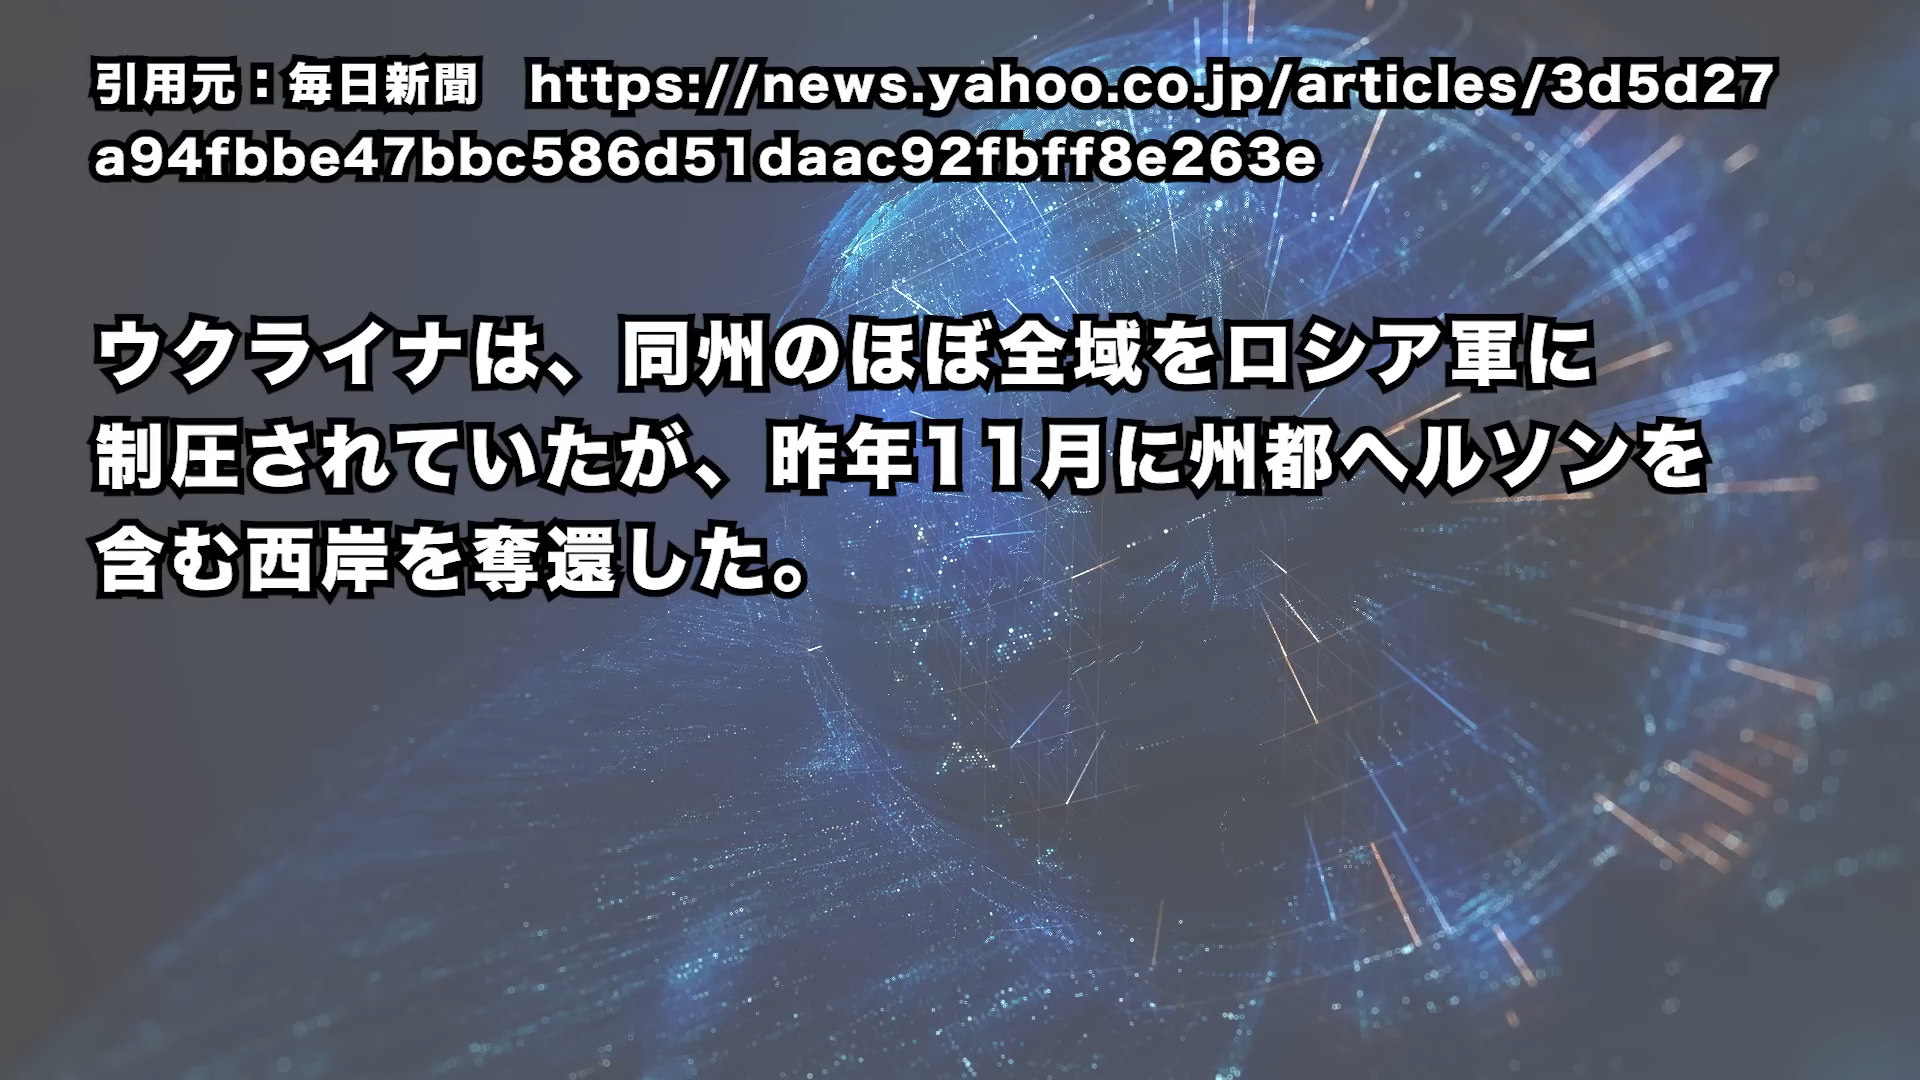 引用元：毎日新聞　https://news.yahoo.co.jp/articles/3d5d27
a94fbbe47bbc586d51daac92fbff8e263e
ウクライナは、同州のほぼ全域をロシア軍に
制圧されていたが、昨年11月に州都ヘルソンを
含む西岸を奪還した。